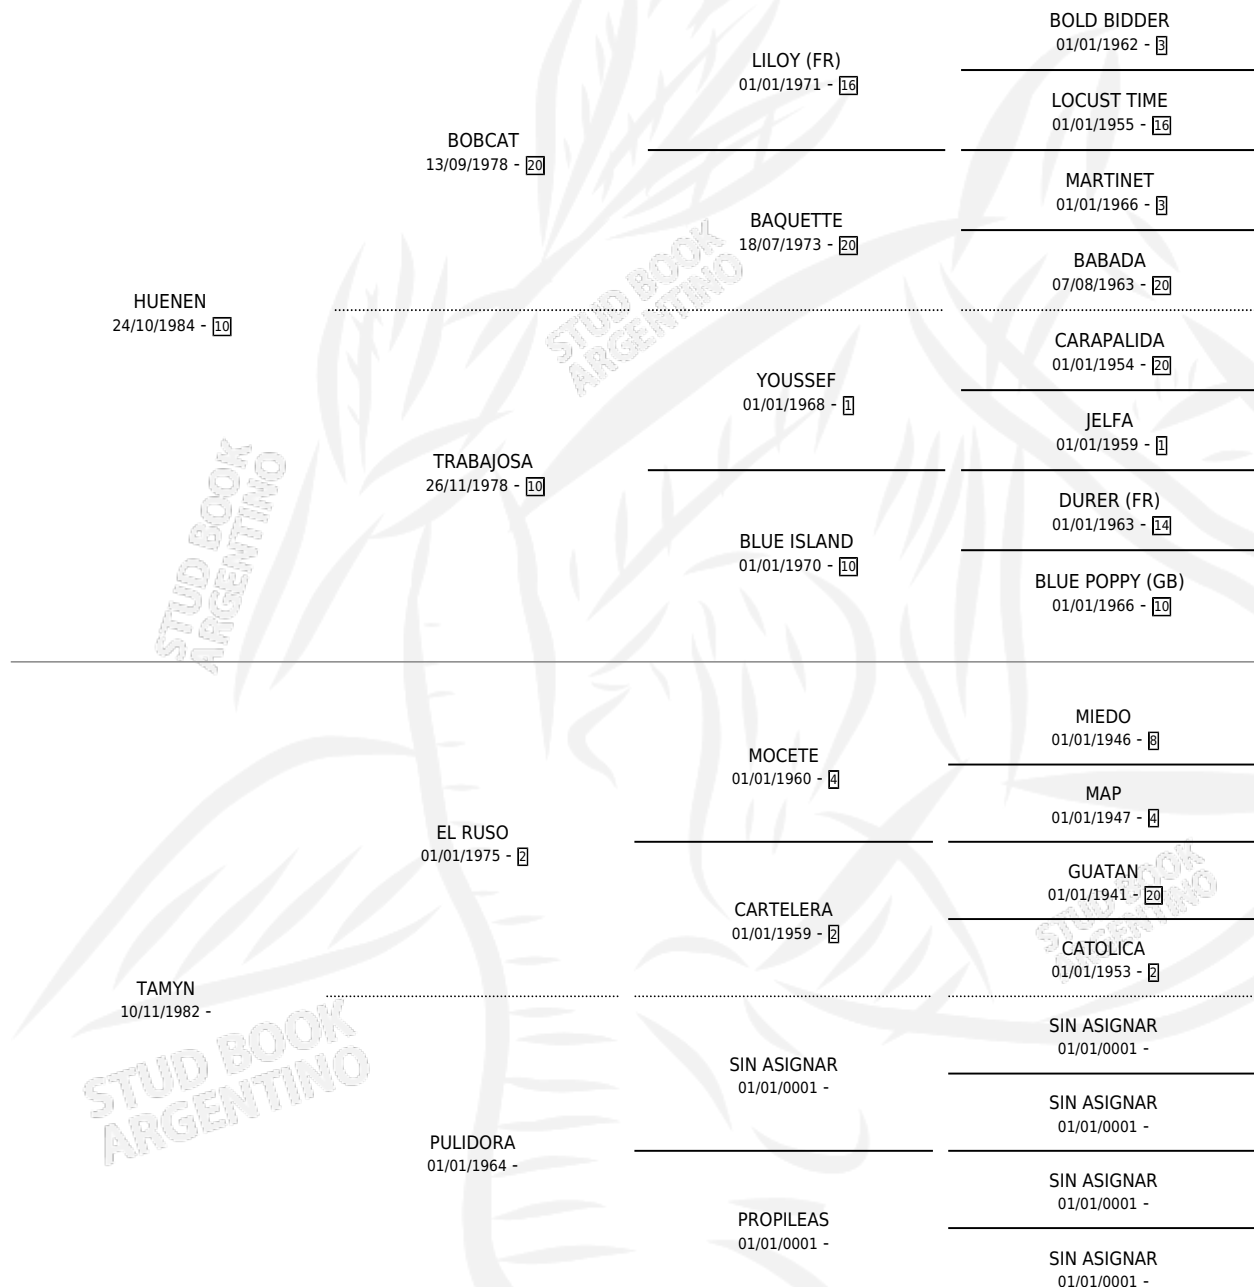 BOLD BIDDER
01/01/1962 - 3
LILOY (FR)
01/01/1971 - 16
LOCUST TIME
01/01/1955 - 16
BOBCAT
13/09/1978 - 20
MARTINET
01/01/1966 - 3
BAQUETTE
18/07/1973 - 20
BABADA
07/08/1963 - 20
HUENEN
24/10/1984 - 10
CARAPALIDA
01/01/1954 - 20
YOUSSEF
01/01/1968 - 1
JELFA
01/01/1959 - 1
TRABAJOSA
26/11/1978 - 10
DURER (FR)
01/01/1963 - 14
BLUE ISLAND
01/01/1970 - 10
BLUE POPPY (GB)
01/01/1966 - 10
MIEDO
01/01/1946 - 8
MOCETE
01/01/1960 - 4
MAP
01/01/1947 - 4
EL RUSO
01/01/1975 - 2
GUATAN
01/01/1941 - 20
CARTELERA
01/01/1959 - 2
CATOLICA
01/01/1953 - 2
TAMYN
10/11/1982 -
SIN ASIGNAR
01/01/0001 -
SIN ASIGNAR
01/01/0001 -
SIN ASIGNAR
01/01/0001 -
PULIDORA
01/01/1964 -
SIN ASIGNAR
01/01/0001 -
PROPILEAS
01/01/0001 -
SIN ASIGNAR
01/01/0001 -
STUD BOOK
ARGENTINO
STUD BOOK
ARGENTINO
STUD BOOK
ARGENTINO
STUD BOOK
ARGENTINO